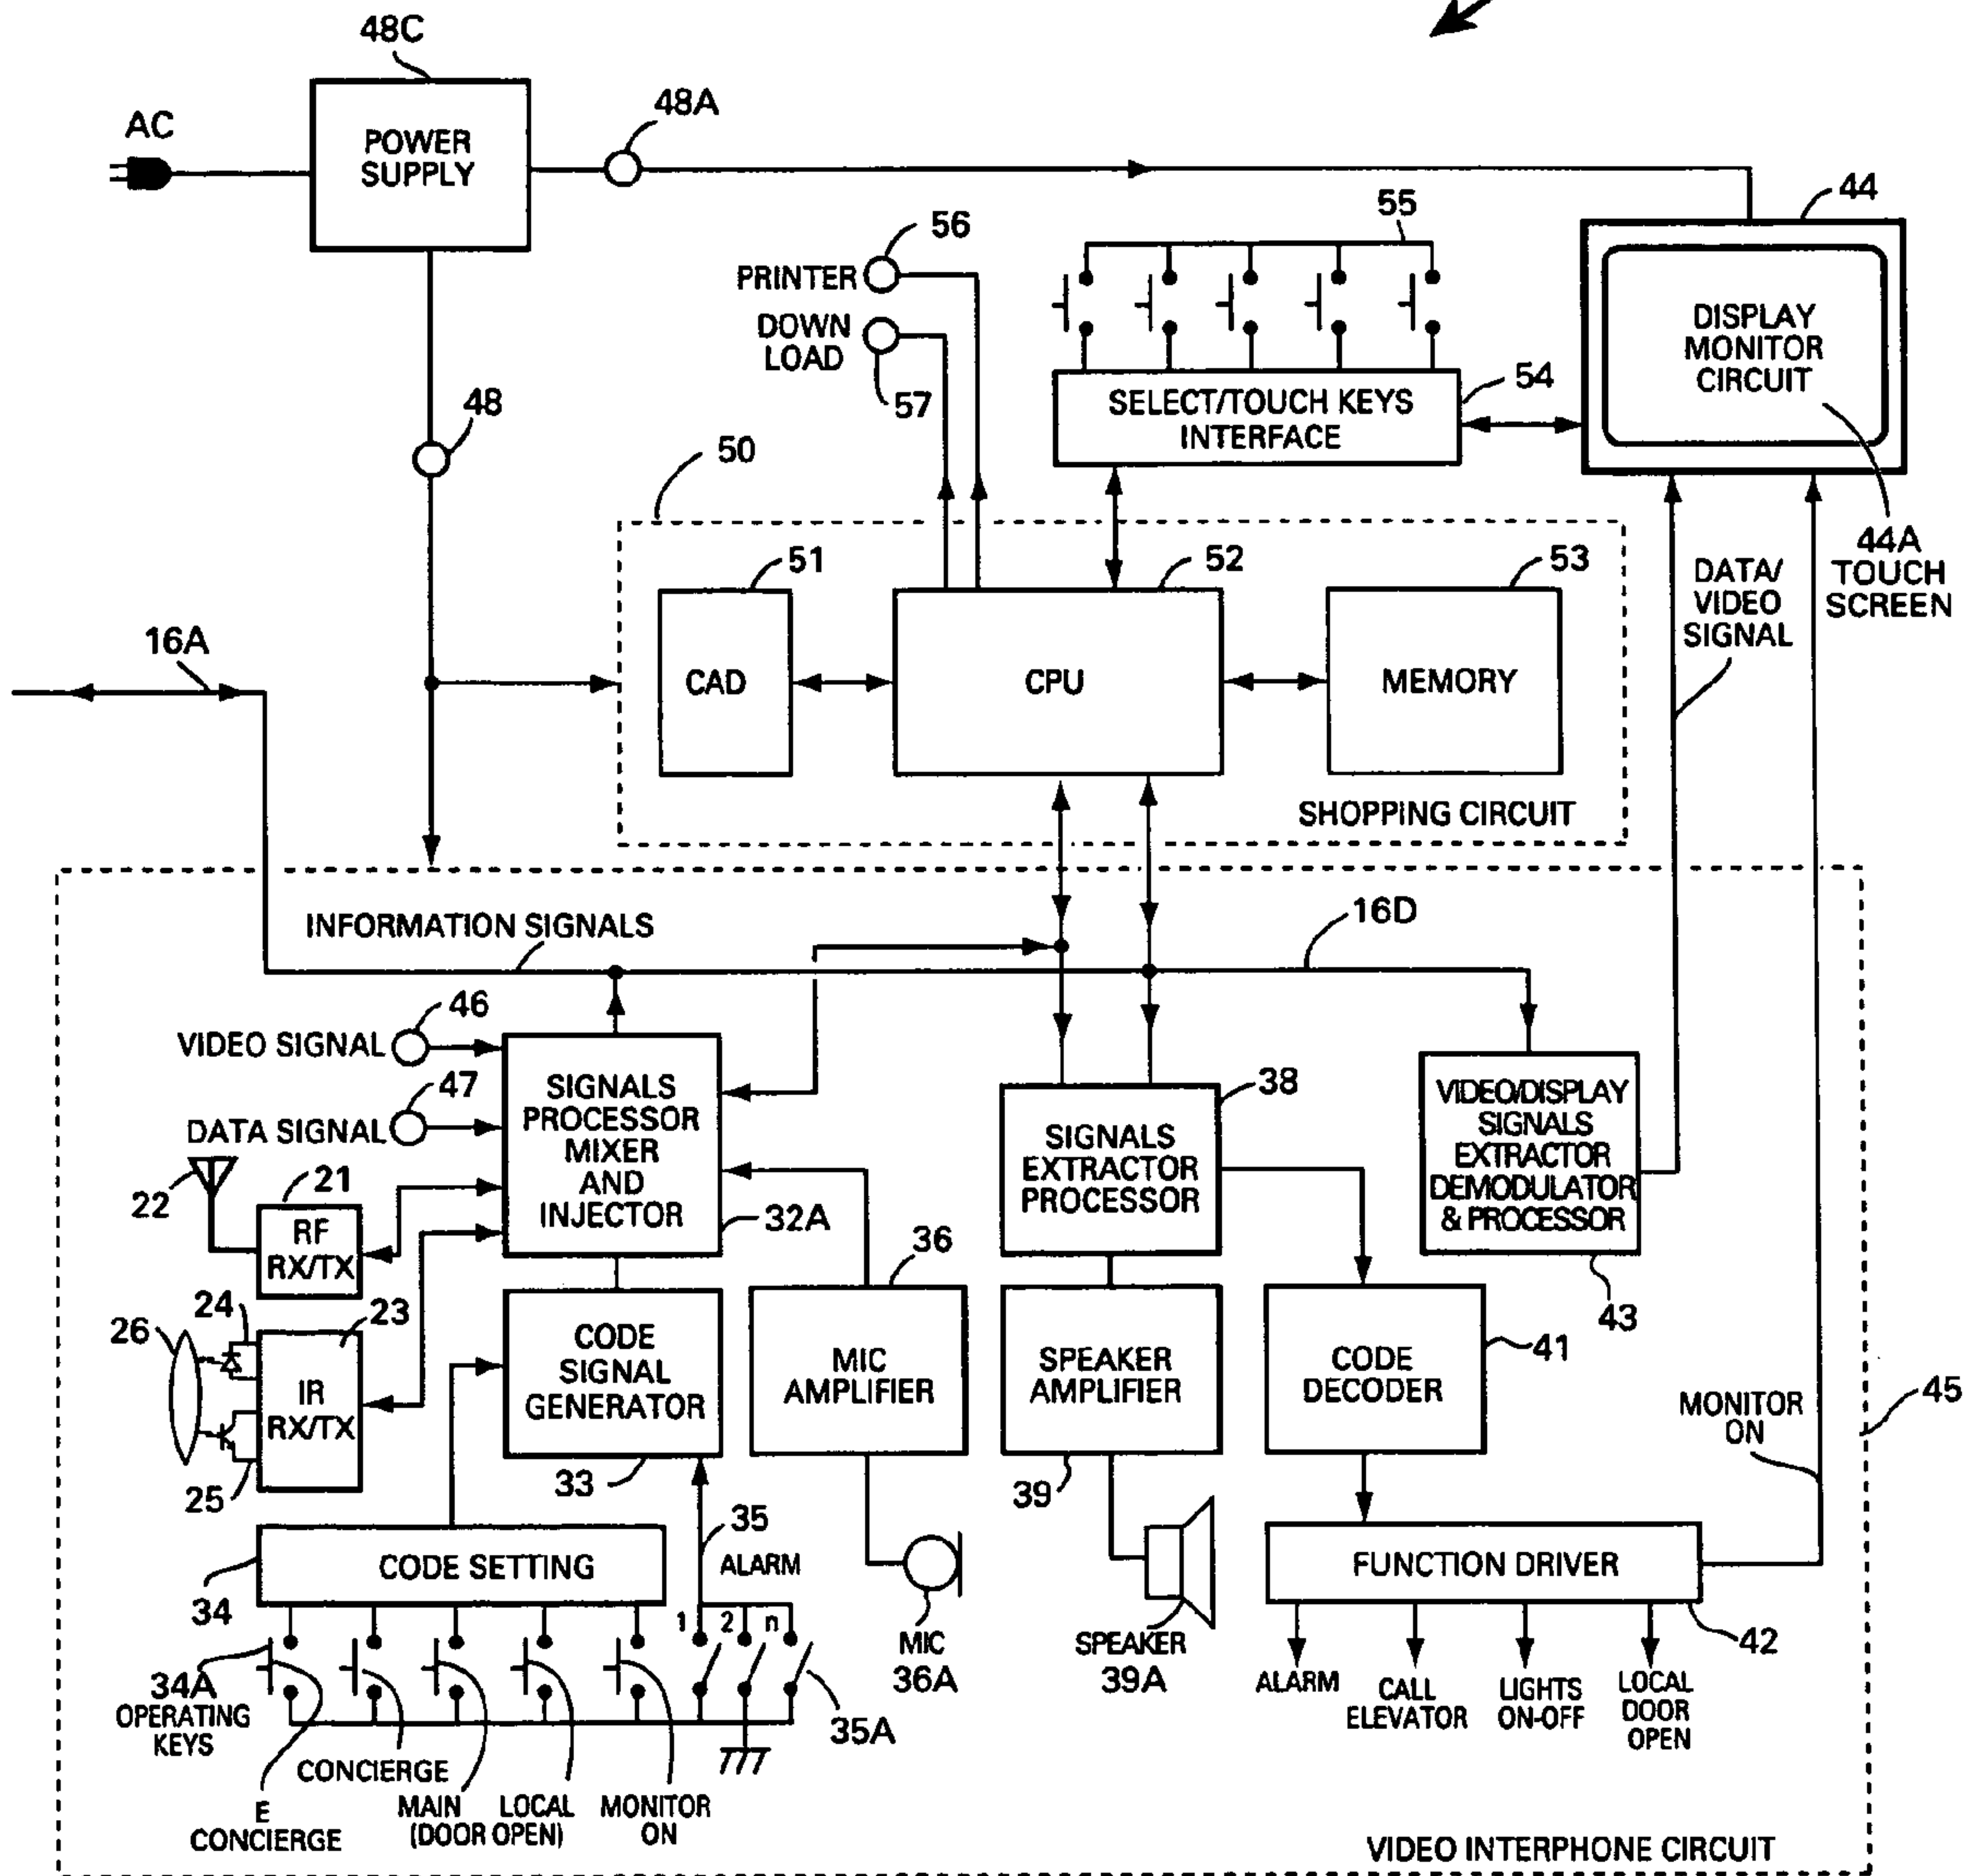 48C
AC
POWER
SUPPLY
48A
44
55
56
PRINTER
DOWN
LOAD
57
DISPLAY
MONITOR
CIRCUIT
SELECT/TOUCH KEYS
INTERFACE
54
48
50
44A
TOUCH
SCREEN
DATA/
VIDEO
SIGNAL
51
52
53
CAD
CPU
MEMORY
16A
SHOPPING CIRCUIT
INFORMATION SIGNALS
16D
46
VIDEO SIGNAL
47
DATA SIGNAL
SIGNALS
PROCESSOR
MIXER
AND
INJECTOR
32A
38
SIGNALS
EXTRACTOR
PROCESSOR
VIDEO/DISPLAY
SIGNALS
EXTRACTOR
DEMODULATOR
& PROCESSOR
43
22
21
RF
RX/TX
36
24
23
26
IR
RX/TX
25
CODE
SIGNAL
GENERATOR
33
MIC
AMPLIFIER
SPEAKER
AMPLIFIER
39
CODE
DECODER
41
MONITOR
ON
45
35
ALARM
CODE SETTING
34
FUNCTION DRIVER
42
1 2 n
34A
OPERATING
KEYS
35A
MIC
36A
SPEAKER
39A
ALARM
CALL
ELEVATOR
LIGHTS
ON-OFF
LOCAL
DOOR
OPEN
E
CONCIERGE
CONCIERGE
MAIN LOCAL
(DOOR OPEN)
MONITOR
ON
VIDEO INTERPHONE CIRCUIT